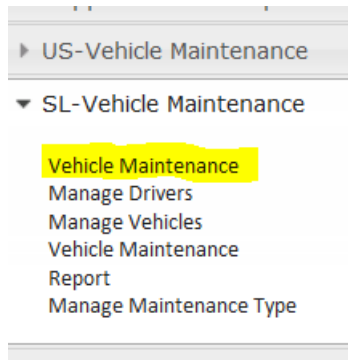 US-Vehicle Maintenance
SL-Vehicle Maintenance
Vehicle Maintenance
Manage Drivers
Manage Vehicles
Vehicle Maintenance
Report
Manage Maintenance Type